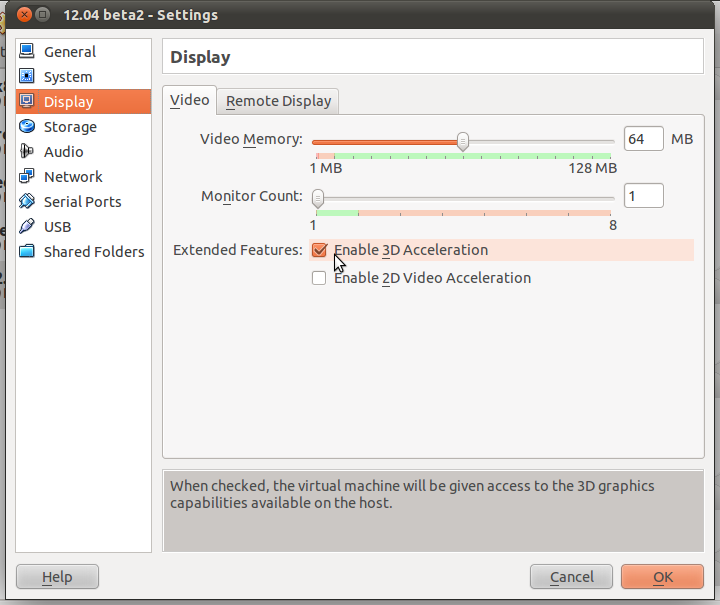 12.04 beta2 - Settings
General
System
Display
Storage
Audio
Network
Serial Ports
USB
Shared Folders
Display
Video
Remote Display
Video Memory: 64 MB
1 MB 128 MB
Monitor Count: 1
1 8
Extended Features: Enable 3D Acceleration
Enable 2D Video Acceleration
When checked, the virtual machine will be given access to the 3D graphics
capabilities available on the host.
Help Cancel OK